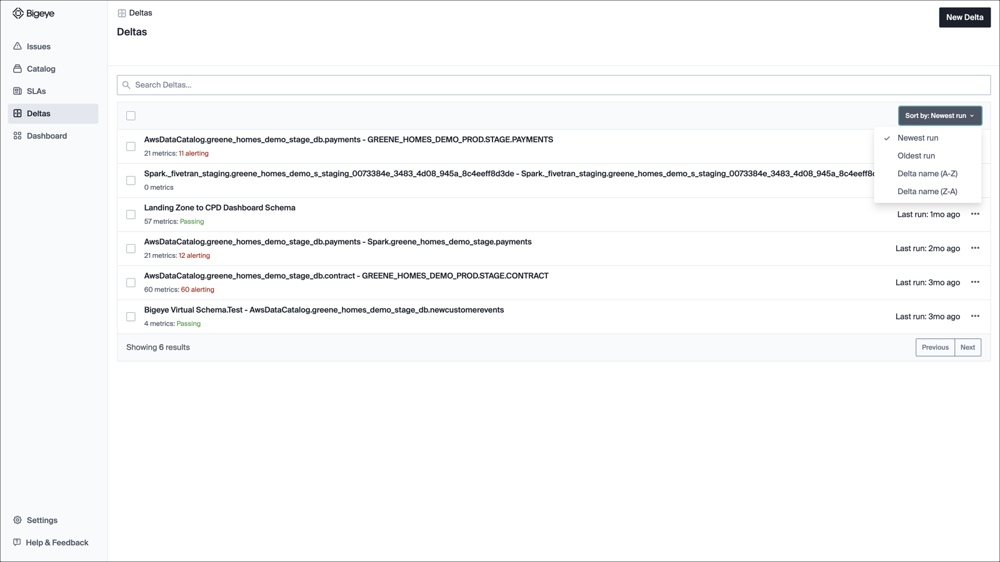 Bigeye
Issues
Catalog
SLAs
Deltas
Dashboard
Settings
Help & Feedback
Deltas
Deltas
New Delta
Search Deltas...
Sort by: Newest run
Newest run
Oldest run
Delta name (A-Z)
Delta name (Z-A)
AwsDataCatalog.greene_homes_demo_stage_db.payments - GREENE_HOMES_DEMO_PROD.STAGE.PAYMENTS
21 metrics: 11 alerting
Spark._fivetran_staging.greene_homes_demo_s_staging_0073384e_3483_4d08_945a_8c4eeff8d3de - Spark._fivetran_staging.greene_homes_demo_s_staging_0073384e_3483_4d08_945a_8c4eeff8d
0 metrics
Landing Zone to CPD Dashboard Schema
57 metrics: Passing
Last run: 1mo ago
AwsDataCatalog.greene_homes_demo_stage_db.payments - Spark.greene_homes_demo_stage.payments
21 metrics: 12 alerting
Last run: 2mo ago
AwsDataCatalog.greene_homes_demo_stage_db.contract - GREENE_HOMES_DEMO_PROD.STAGE.CONTRACT
60 metrics: 60 alerting
Last run: 3mo ago
Bigeye Virtual Schema.Test - AwsDataCatalog.greene_homes_demo_stage_db.newcustomerevents
4 metrics: Passing
Last run: 3mo ago
Showing 6 results
Previous
Next